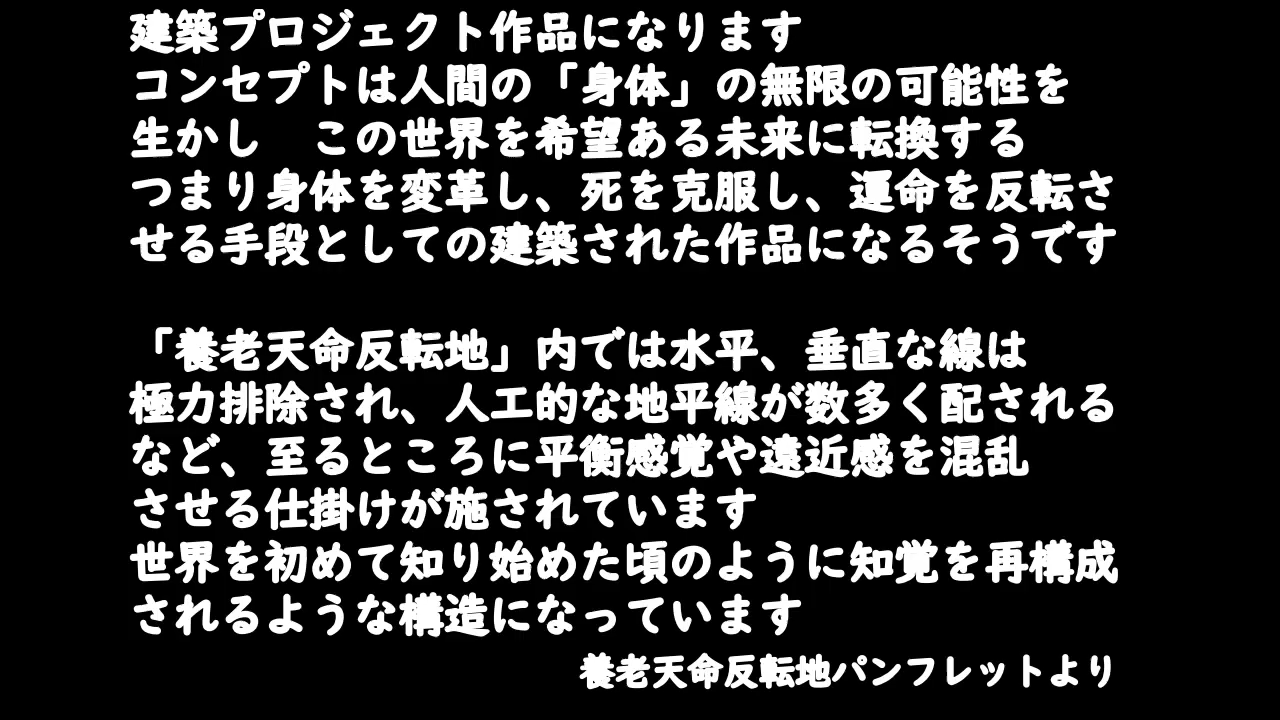 建築プロジェクト作品になります
コンセプトは人間の「身体」の無限の可能性を
生かし　この世界を希望ある未来に転換する
つまり身体を変革し、死を克服し、運命を反転さ
せる手段としての建築された作品になるそうです
「養老天命反転地」内では水平、垂直な線は
極力排除され、人工的な地平線が数多く配される
など、至るところに平衡感覚や遠近感を混乱
させる仕掛けが施されています
世界を初めて知り始めた頃のように知覚を再構成
されるような構造になっています
養老天命反転地パンフレットより